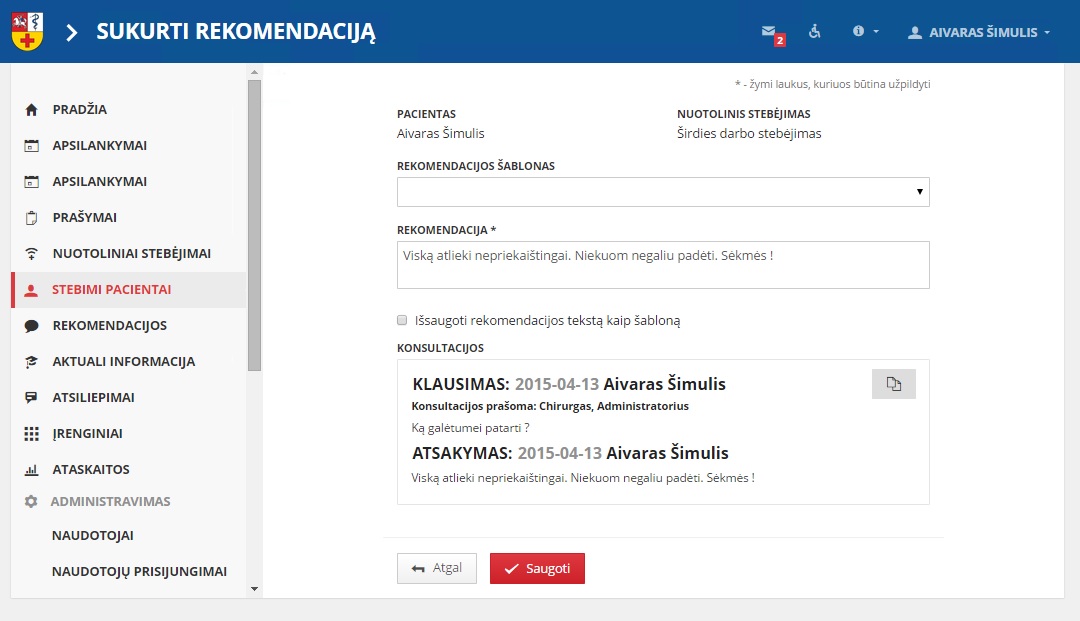 SUKURTI REKOMENDACIJĄ
2
AIVARAS ŠIMULIS
PRADŽIA
APSILANKYMAI
APSILANKYMAI
PRAŠYMAI
NUOTOLINIAI STEBĖJIMAI
STEBIMI PACIENTAI
REKOMENDACIJOS
AKTUALI INFORMACIJA
ATSILIEPIMAI
ĮRENGINIAI
ATASKAITOS
ADMINISTRAVIMAS
NAUDOTOJAI
NAUDOTOJŲ PRISIJUNGIMAI
* - žymi laukus, kuriuos būtina užpildyti
PACIENTAS
Aivaras Šimulis
NUOTOLINIS STEBĖJIMAS
Širdies darbo stebėjimas
REKOMENDACIJOS ŠABLONAS
REKOMENDACIJA *
Viską atlieki nepriekaištingai. Niekuom negaliu padėti. Sėkmės !
Išsaugoti rekomendacijos tekstą kaip šabloną
KONSULTACIJOS
KLAUSIMAS: 2015-04-13 Aivaras Šimulis
Konsultacijos prašoma: Chirurgas, Administratorius
Ką galėtumei patarti ?
ATSAKYMAS: 2015-04-13 Aivaras Šimulis
Viską atlieki nepriekaištingai. Niekuom negaliu padėti. Sėkmės !
Atgal
Saugoti